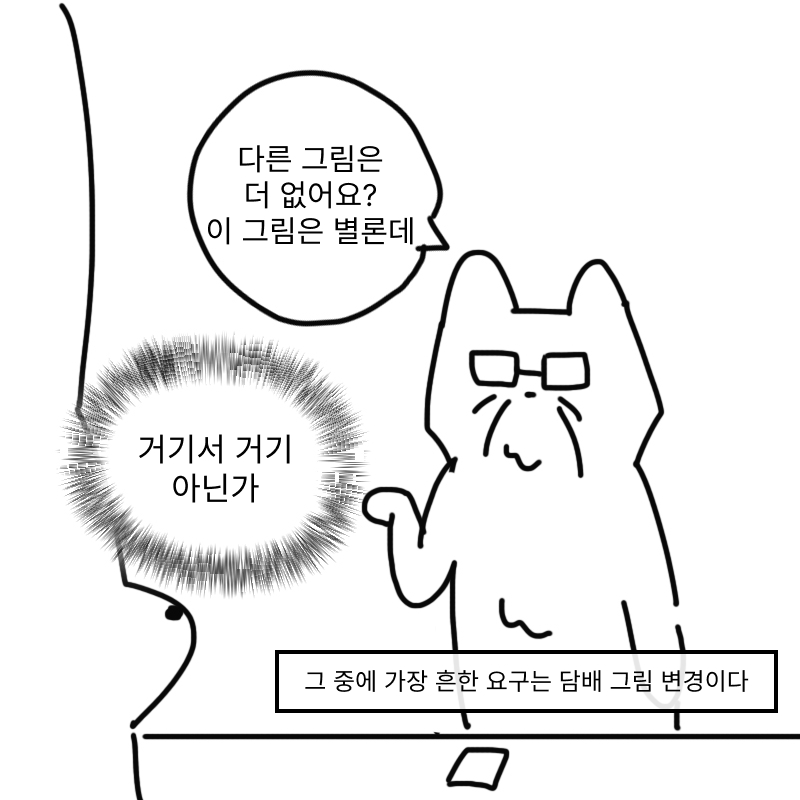 다른 그림은
더 없어요?
이 그림은 별론데
거기서 거기
아닌가
그 중에 가장 흔한 요구는 담배 그림 변경이다